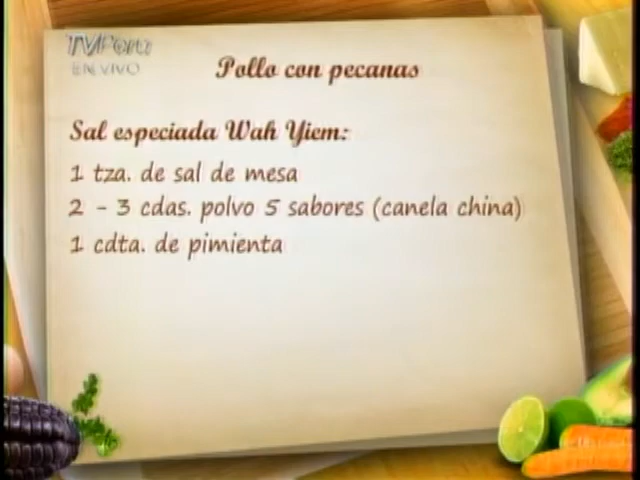 TVPerú
EN VIVO
Pollo con pecanas
Sal especiada Wah Yiem:
1 tza. de sal de mesa
2 - 3 cdas. polvo 5 sabores (canela china)
1 cdta. de pimienta